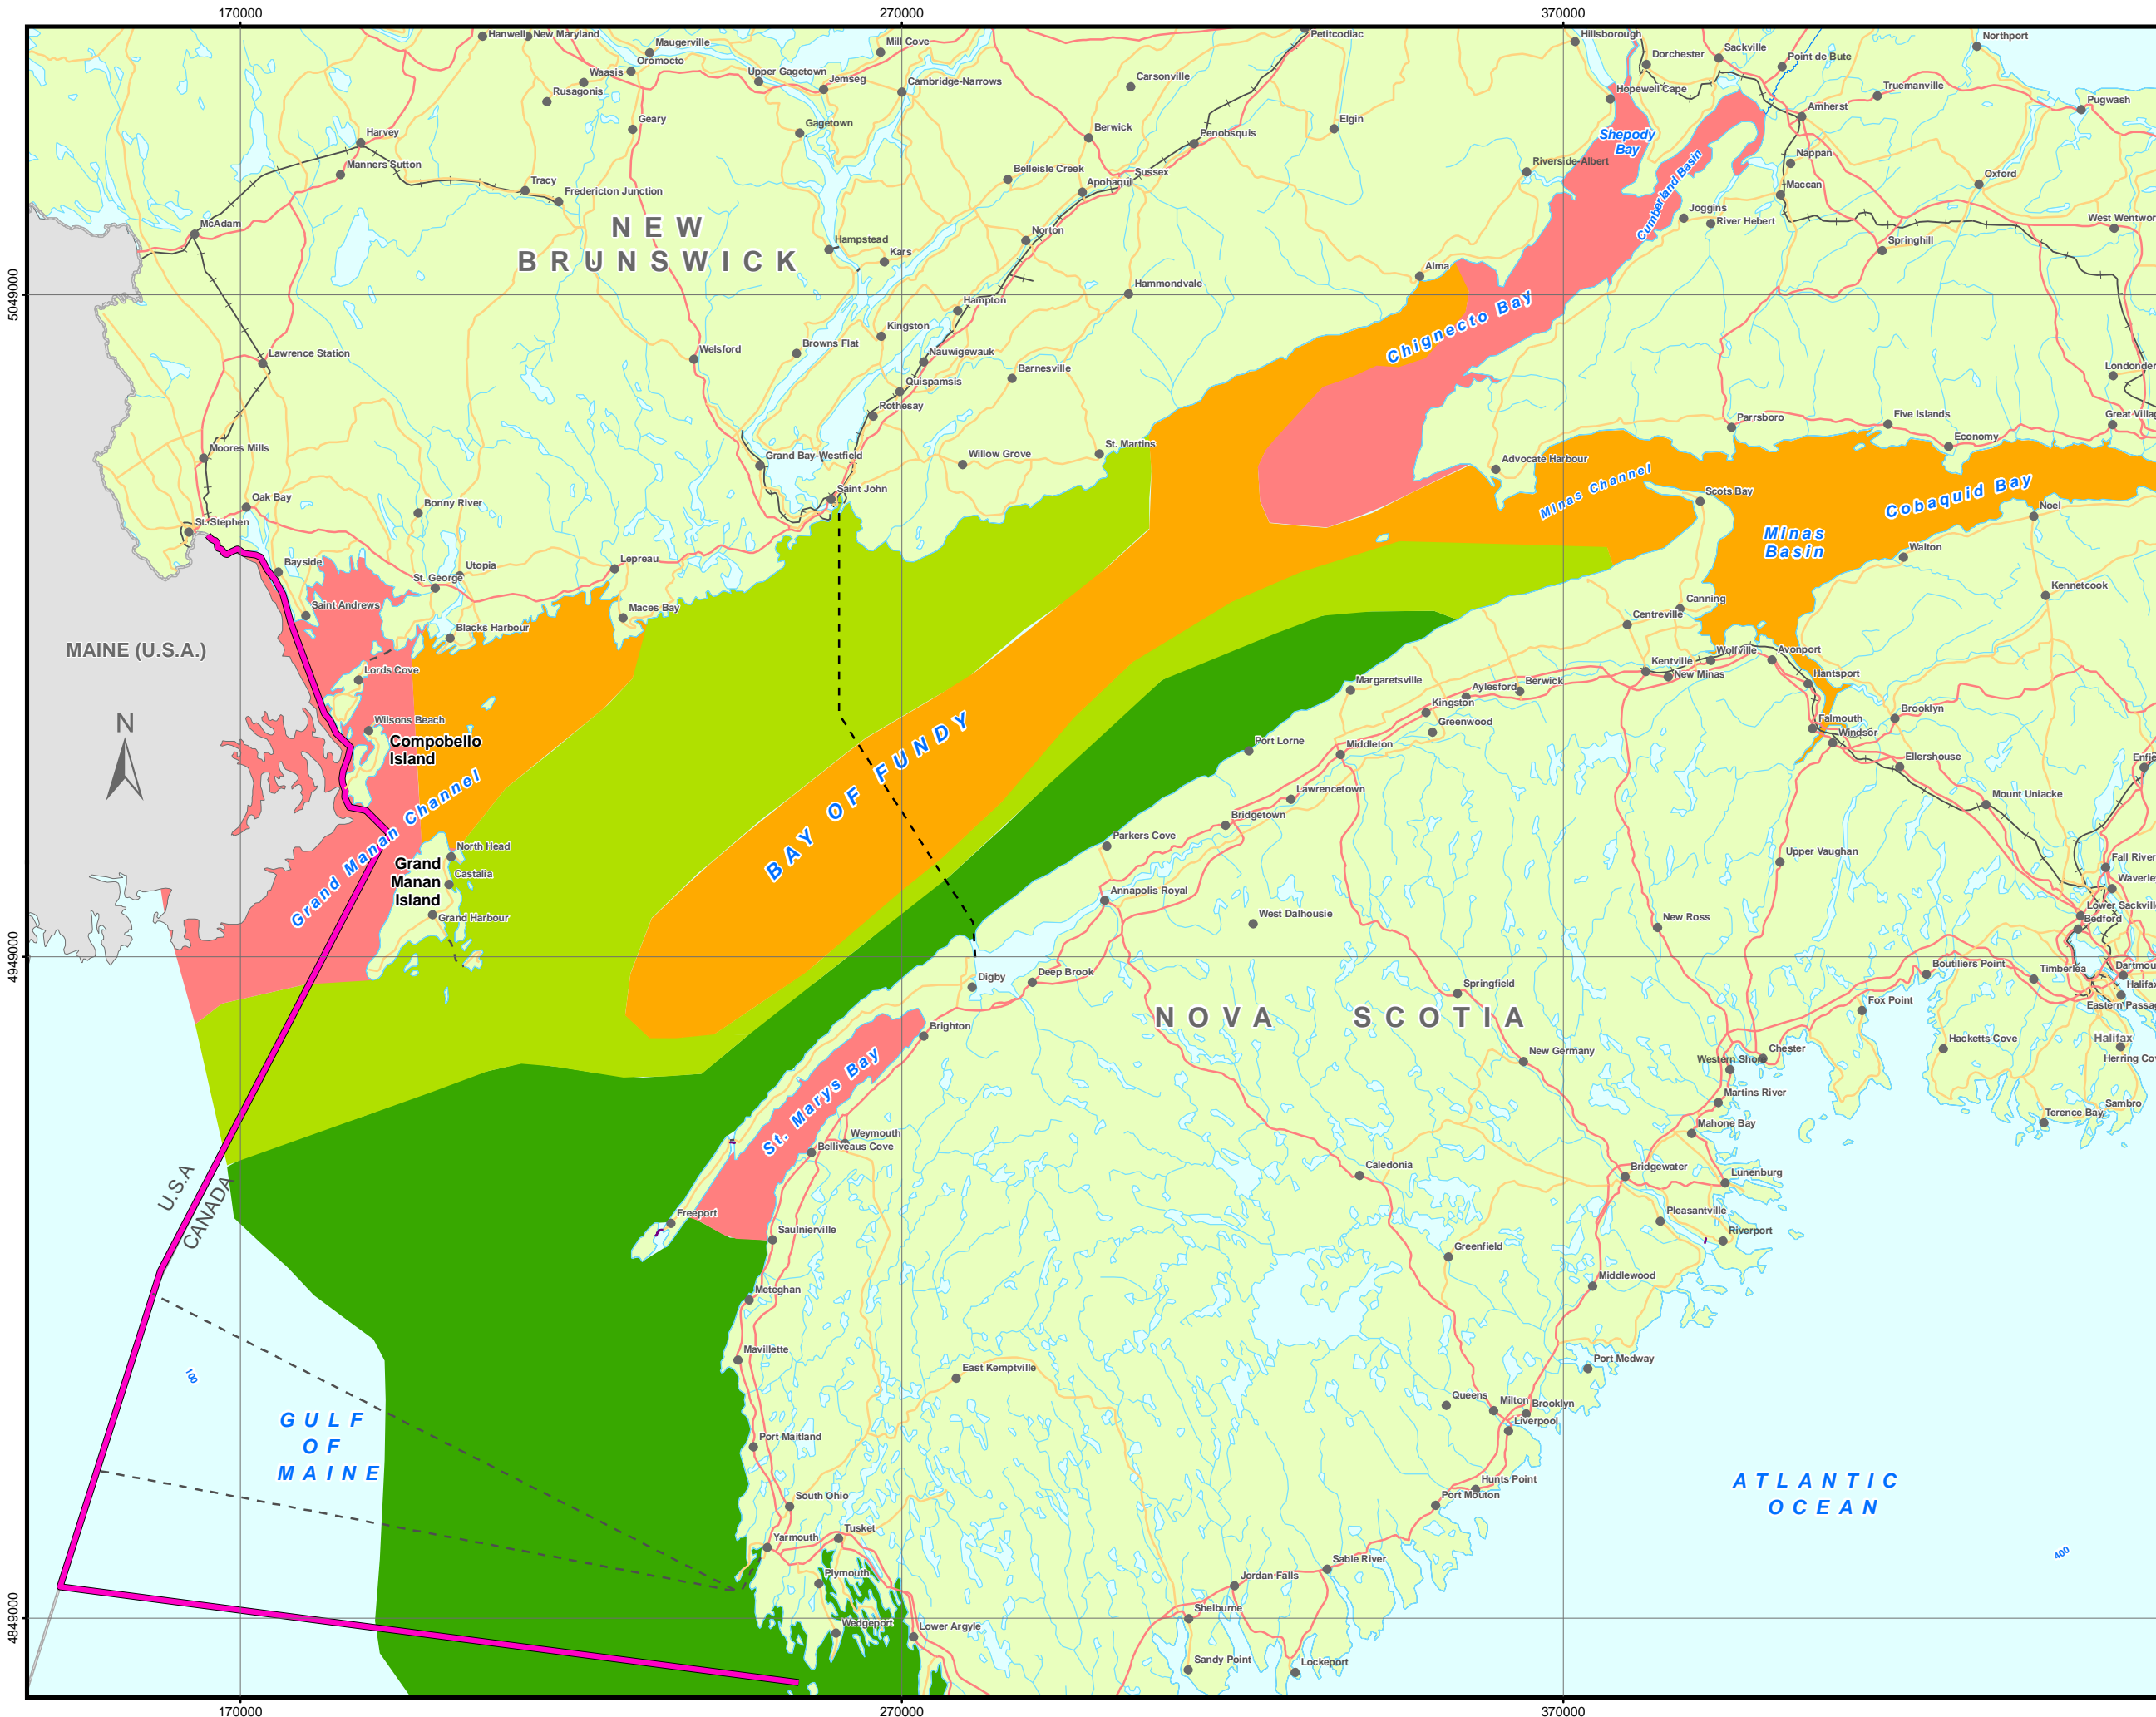 170000
270000
370000
Hanwell
New Maryland
Maugerville
Oromocto
Waasis
Rusagonis
Mill Cove
Upper Gagetown
Jemseg
Cambridge-Narrows
Carsonville
Petitcodiac
Hillsborough
Dorchester
Sackville
Point de Bute
Northport
Hopewell Cape
Truemanville
Pugwash
Amherst
Geary
Gagetown
Berwick
Penobsquis
Elgin
Shepody
Bay
Harvey
Manners Sutton
Tracy
Fredericton Junction
Belleisle Creek
Apohaqui
Sussex
Riverside-Albert
Cumberland Basin
Nappan
Maccan
Oxford
Joggins
River Hebert
West Wentwor
McAdam
NEW
BRUNSWICK
Hampstead
Kars
Norton
Springhill
Alma
5049000
Hammondvale
Hampton
Chignecto Bay
Kingston
Browns Flat
Nauwigewauk
Welsford
Lawrence Station
Barnesville
Quispamsis
Rothesay
Londonder
Parrsboro
Five Islands
Great Villag
Economy
Moores Mills
Grand Bay-Westfield
Willow Grove
St. Martins
Advocate Harbour
Minas Channel
Saint John
Scots Bay
Cobaquid Bay
Oak Bay
Bonny River
Noel
St. Stephen
Minas
Basin
Walton
Bayside
Utopia
Lepreau
St. George
Kennetcook
Saint Andrews
Maces Bay
Canning
Centreville
Blacks Harbour
MAINE (U.S.A.)
Lords Cove
Wolfville
Avonport
Kentville
New Minas
Hantsport
Margaretsville
Aylesford
Berwick
Kingston
Greenwood
N
Wilsons Beach
Compobello
Island
BAY OF FUNDY
Port Lorne
Middleton
Falmouth
Windsor
Brooklyn
Ellershouse
Enfie
Grand Manan Channel
Lawrencetown
Bridgetown
Mount Uniacke
Parkers Cove
North Head
Grand
Manan
Island
Castalia
Upper Vaughan
Fall River
Waverle
Annapolis Royal
Grand Harbour
West Dalhousie
New Ross
Lower Sackvill
Bedford
4949000
Digby
Deep Brook
Springfield
Boutiliers Point
Timberlea
Dartmou
Halifax
Eastern Passag
Fox Point
NOVA SCOTIA
Brighton
St. Marys Bay
New Germany
Western Shore
Chester
Hacketts Cove
Halifax
Herring Co
Martins River
Sambro
Terence Bay
Weymouth
Belliveaus Cove
Mahone Bay
U.S.A
CANADA
Caledonia
Bridgewater
Lunenburg
Freeport
Saulnierville
Pleasantville
Riverport
Greenfield
Meteghan
Middlewood
Mavillette
100
East Kemptville
Port Medway
GULF
OF
MAINE
Queens
Milton
Brooklyn
Liverpool
Port Maitland
Hunts Point
Port Mouton
ATLANTIC
OCEAN
South Ohio
Yarmouth
Tusket
400
Sable River
Plymouth
Jordan Falls
4849000
Shelburne
Wedgeport
Lower Argyle
Sandy Point
Lockeport
170000
270000
370000